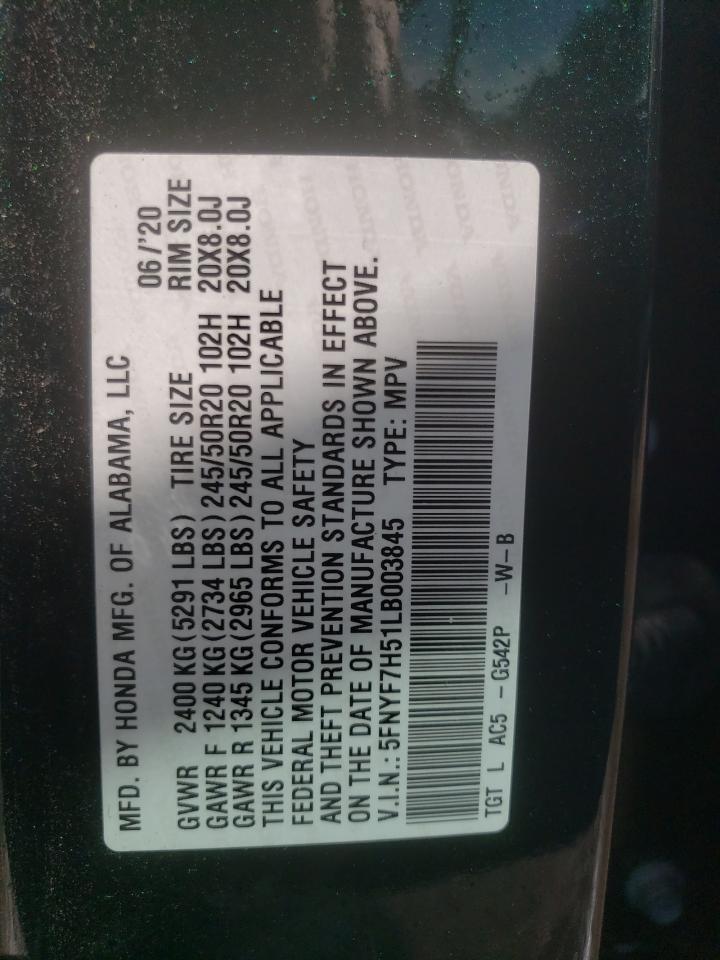 MFD. BY HONDA MFG. OF ALABAMA, LLC
06/'20
GVWR 2400 KG(5291 LBS) TIRE SIZE RIM SIZE
GAWR F 1240 KG(2734 LBS) 245/50R20 102H 20X8.0J
GAWR R 1345 KG(2965 LBS) 245/50R20 102H 20X8.0J
THIS VEHICLE CONFORMS TO ALL APPLICABLE
FEDERAL MOTOR VEHICLE SAFETY
AND THEFT PREVENTION STANDARDS IN EFFECT
ON THE DATE OF MANUFACTURE SHOWN ABOVE.
V.I.N.: 5FNYF7H51LB003845 TYPE: MPV
TGT L AC5 -G542P -W-B